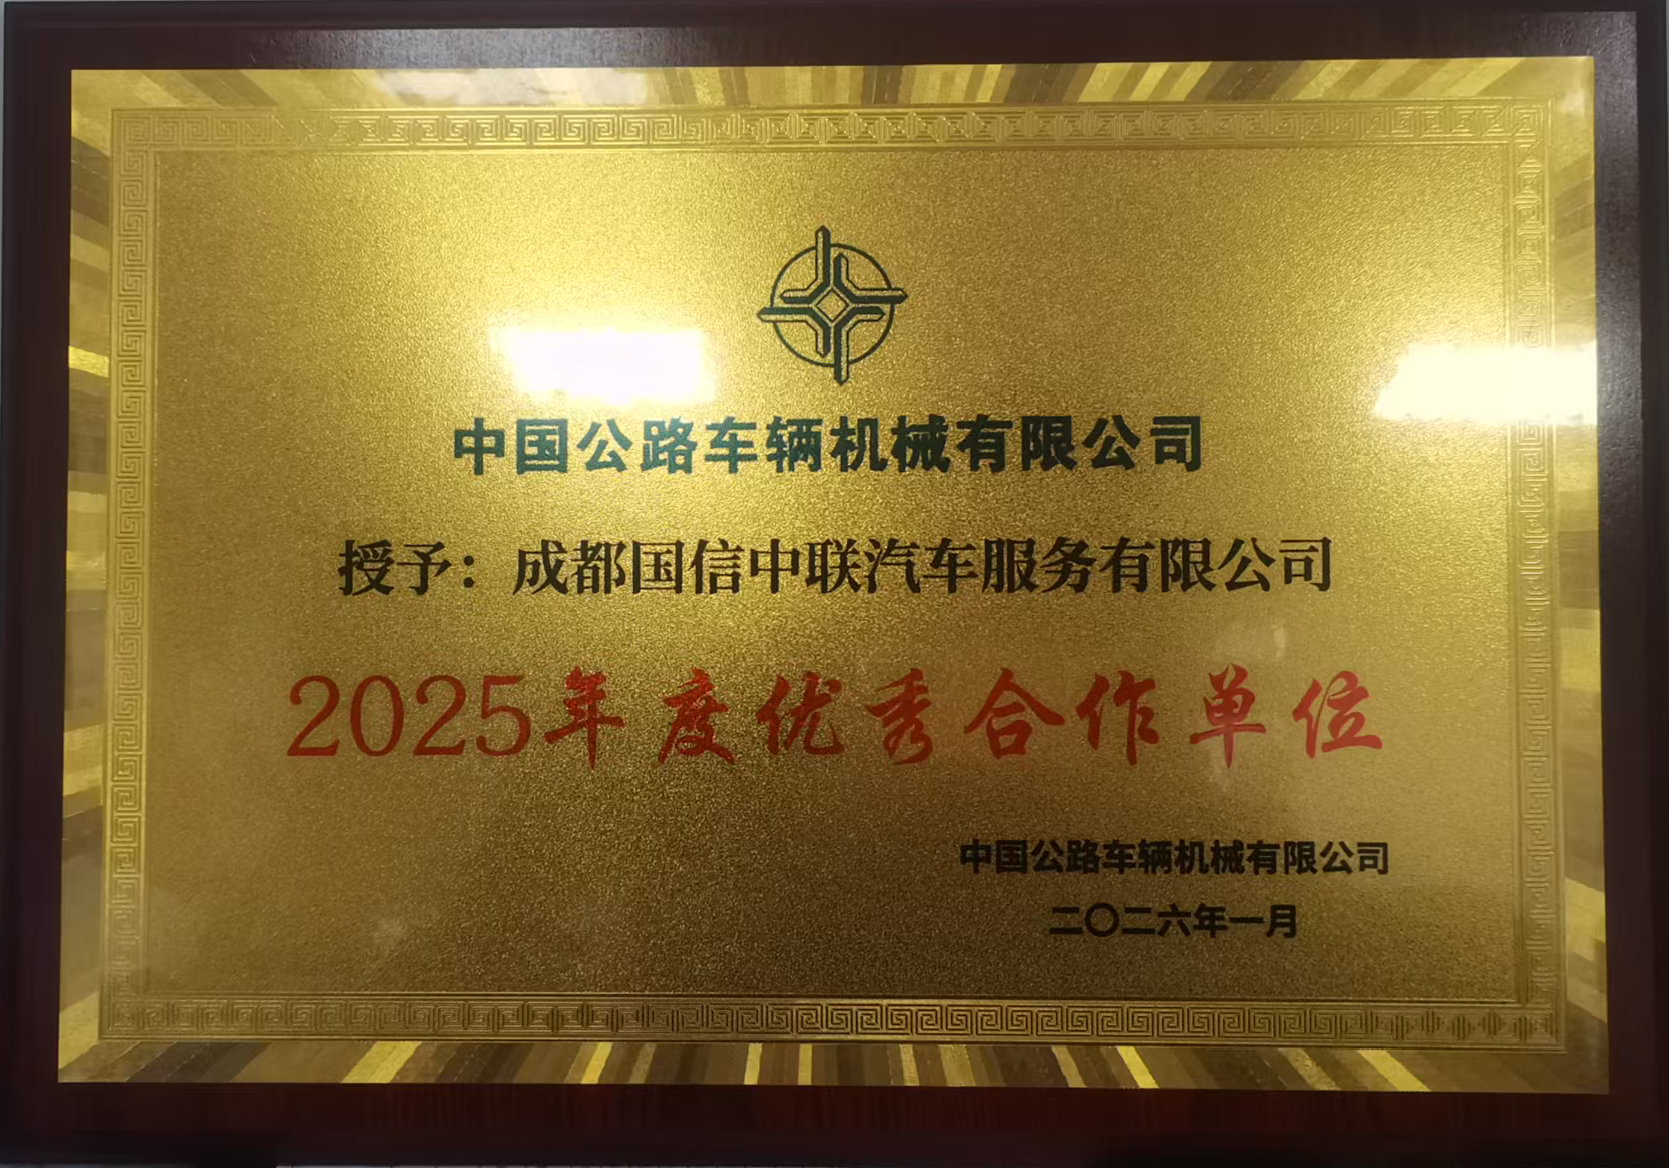 中国公路车辆机械有限公司
授予：成都国信中联汽车服务有限公司
2025年度优秀合作单位
中国公路车辆机械有限公司
二〇二六年一月